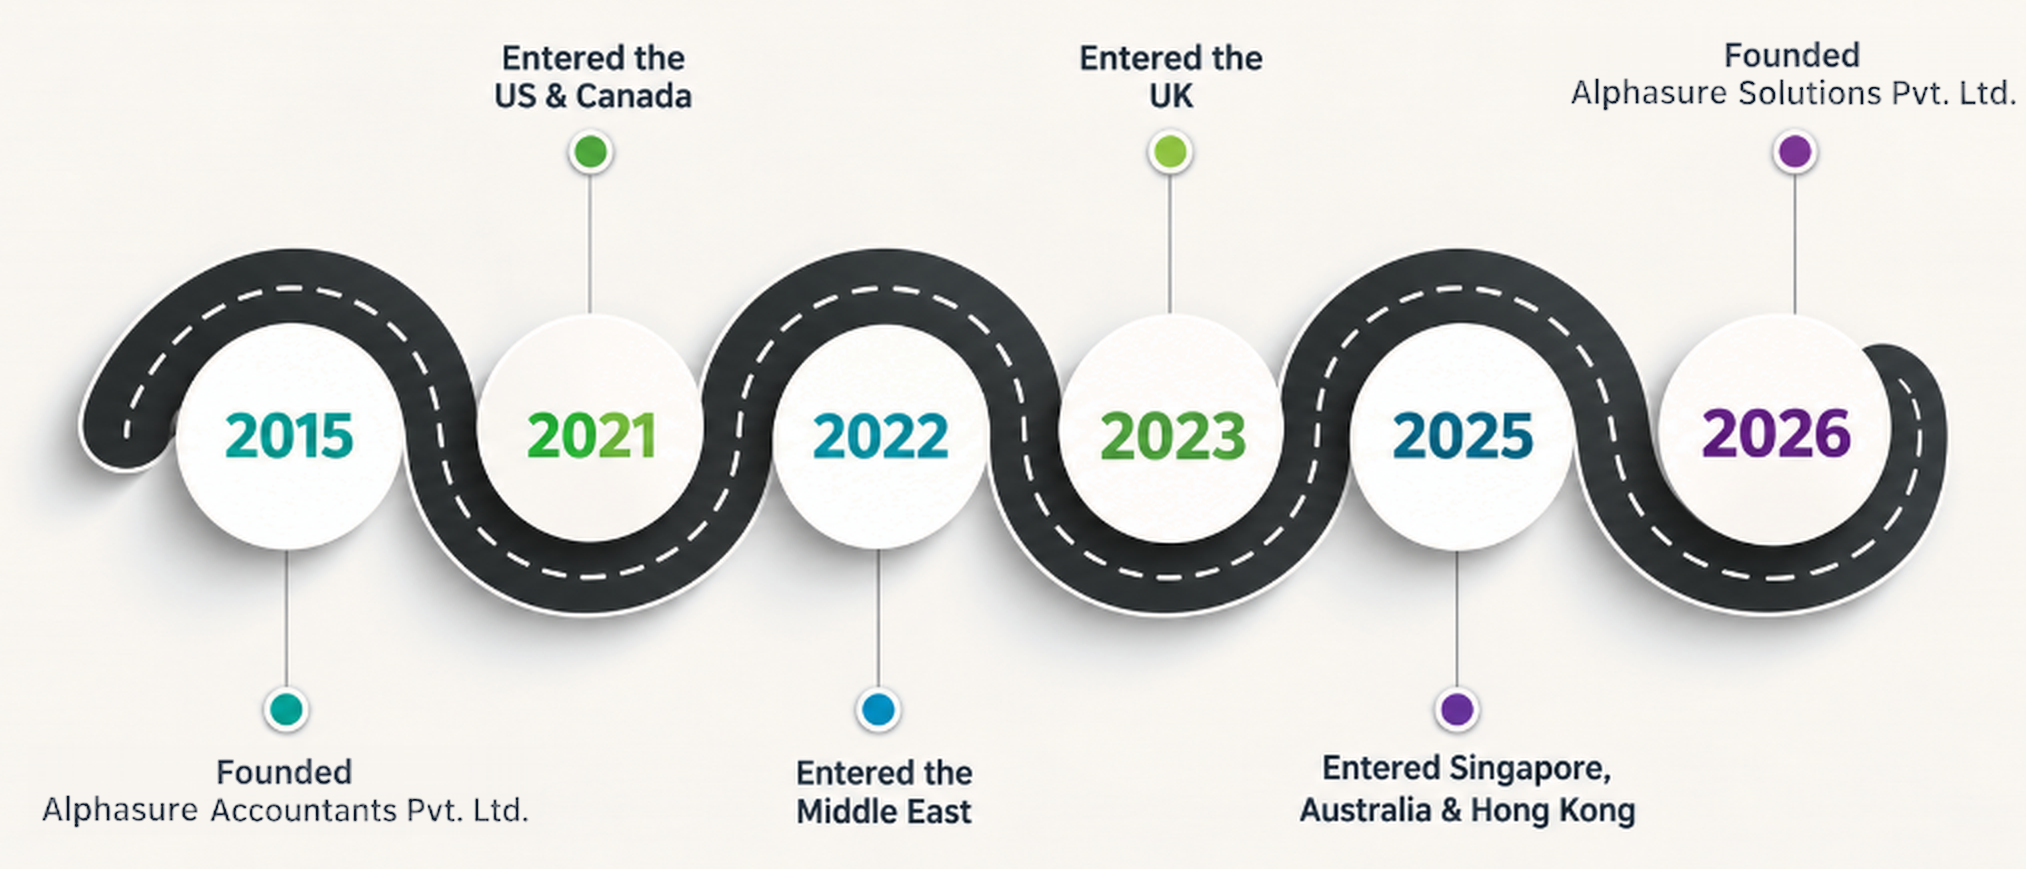 Entered the
US & Canada
Entered the
UK
Founded
Alphasure Solutions Pvt. Ltd.
2015
2021
2022
2023
2025
2026
Founded
Alphasure Accountants Pvt. Ltd.
Entered the
Middle East
Entered Singapore,
Australia & Hong Kong